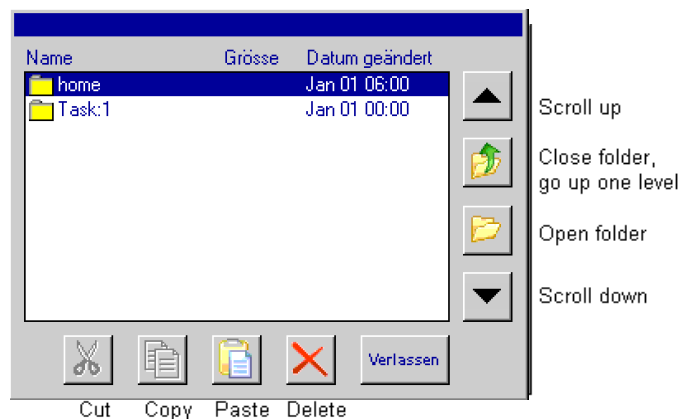 Name Grösse Datum geändert
home Jan 01 06:00
Task:1 Jan 01 00:00
Scroll up
Close folder,
go up one level
Open folder
Scroll down
Verlassen
Cut Copy Paste Delete